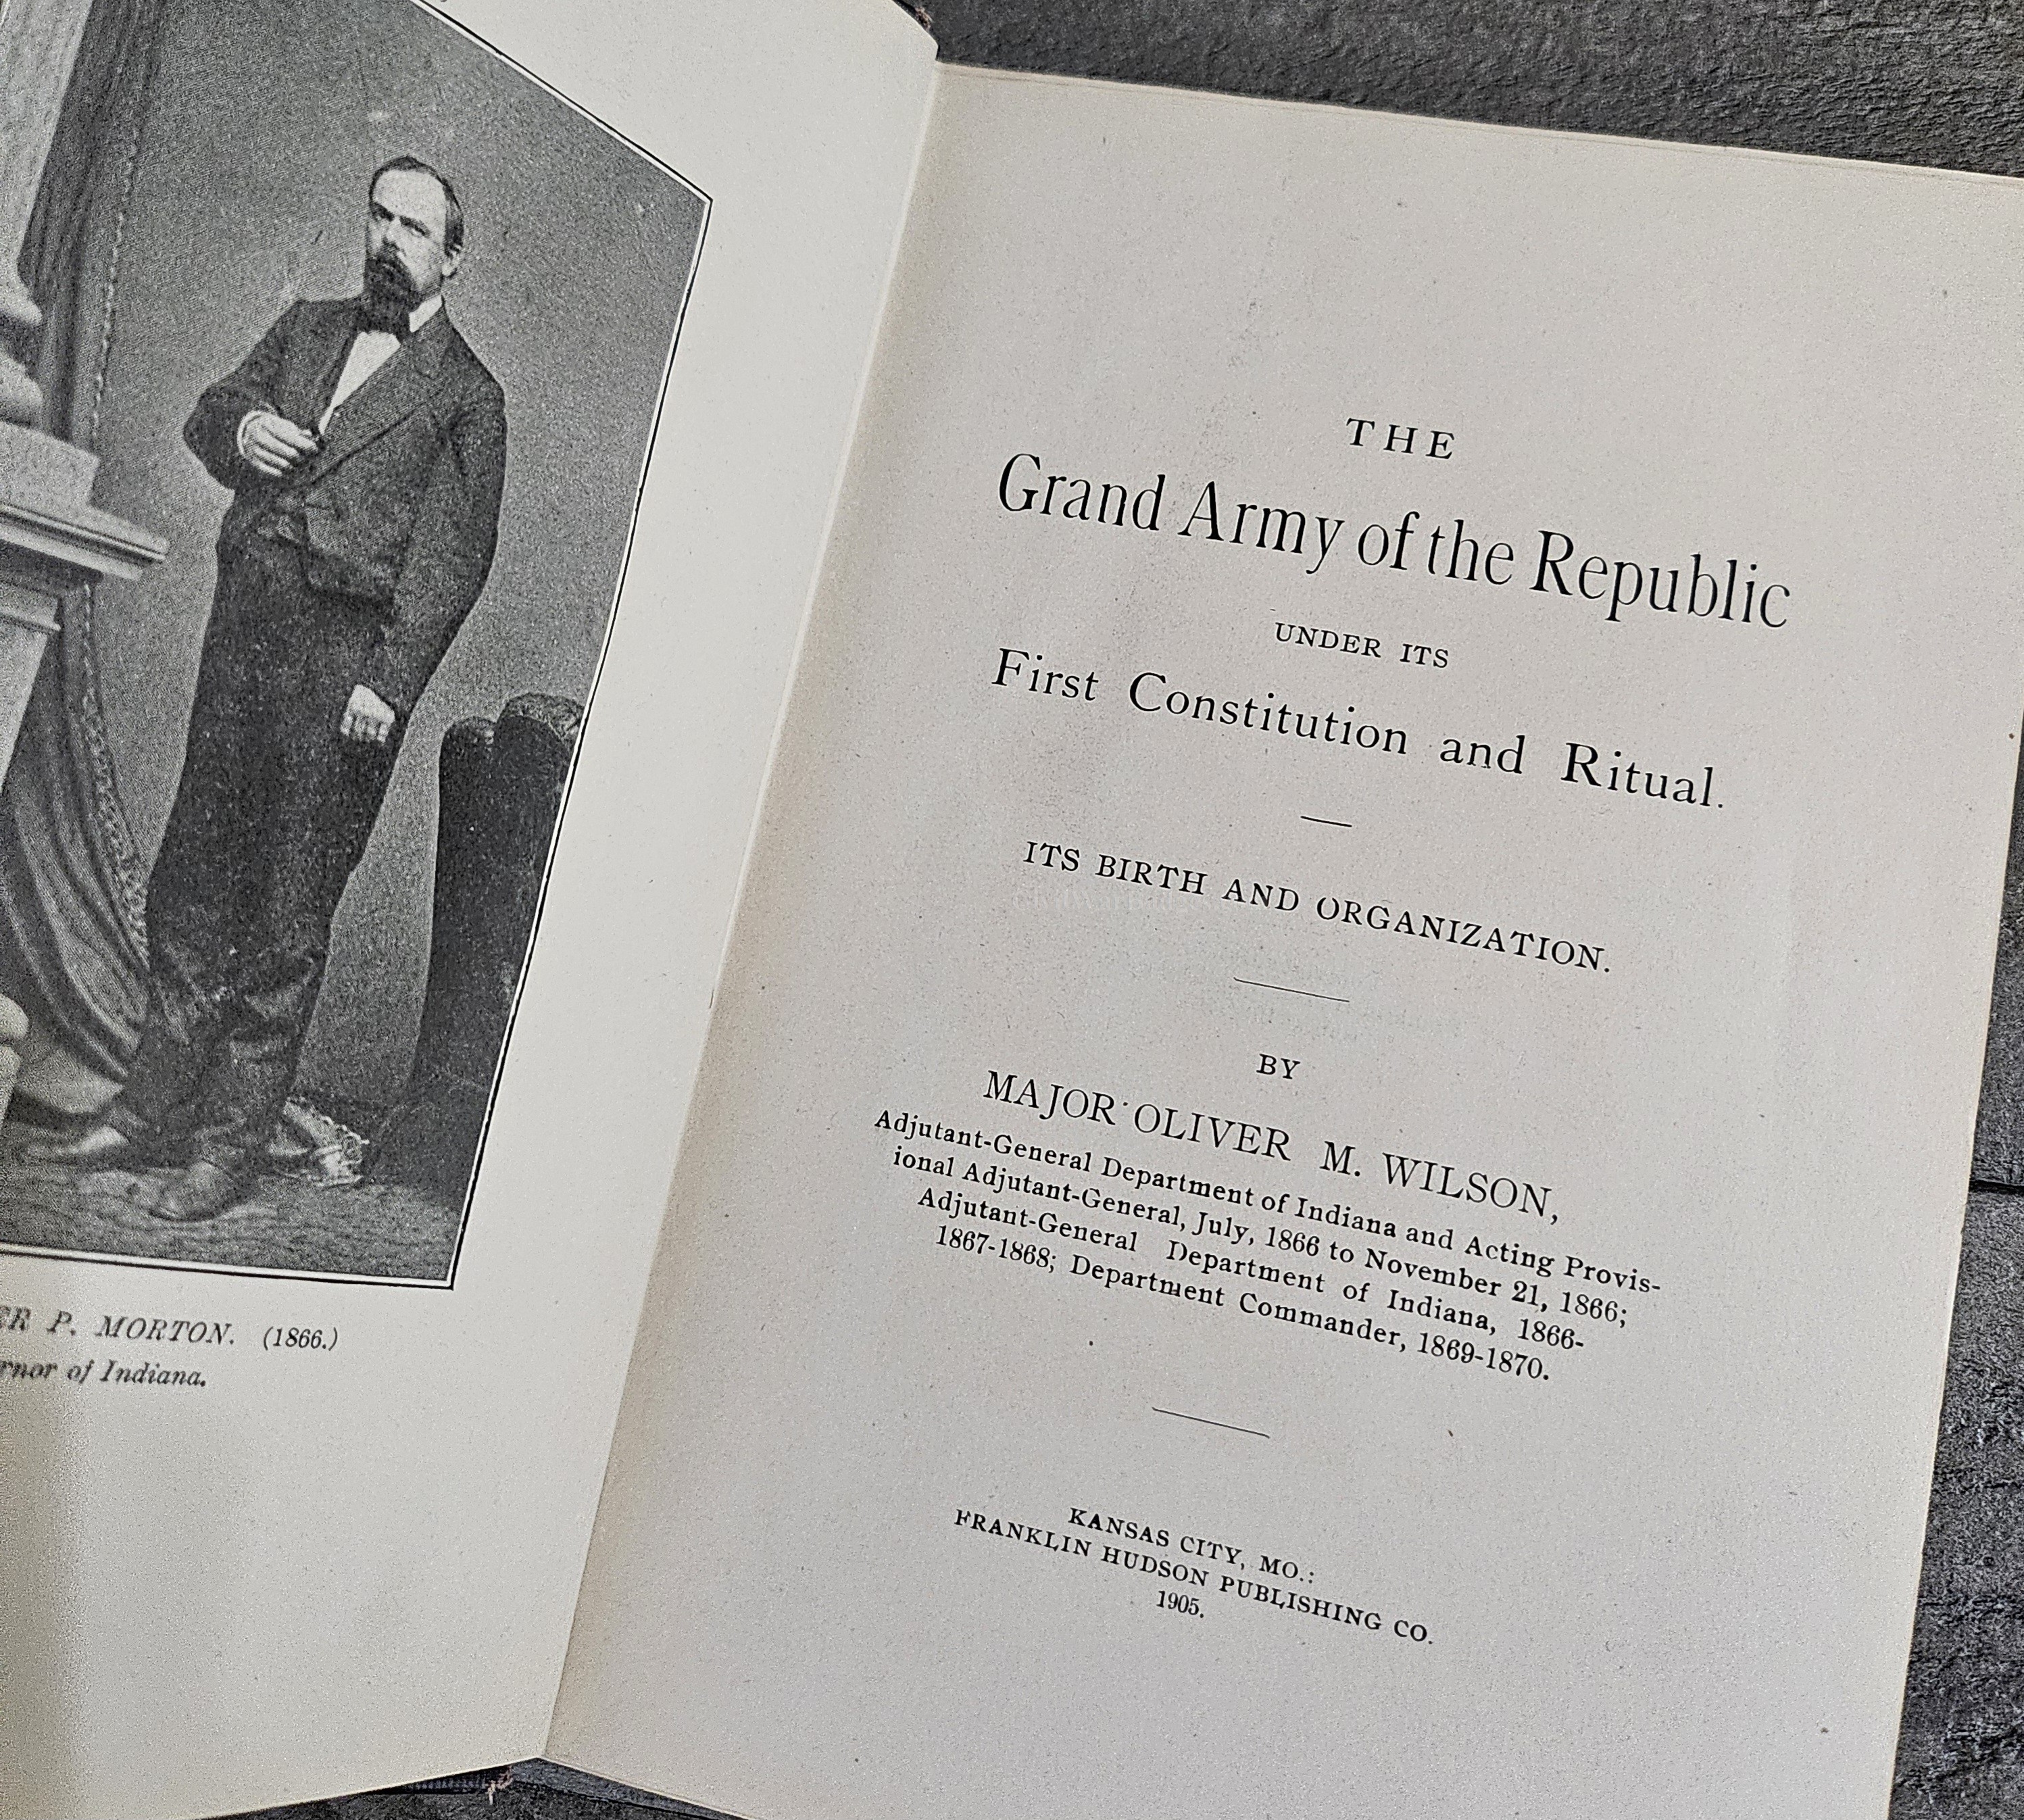 P. MORTON. (1866.)
of Indiana.
THE
Grand Army of the Republic
UNDER ITS
First Constitution and Ritual.
ITS BIRTH AND ORGANIZATION.
BY
MAJOR OLIVER M. WILSON,
Adjutant-General Department of Indiana and Acting Provis-
ional Adjutant-General, July, 1866 to November 21, 1866;
Adjutant-General Department of Indiana, 1866-
1867-1868; Department Commander, 1869-1870.
KANSAS CITY, MO.:
FRANKLIN HUDSON PUBLISHING CO.
1905.